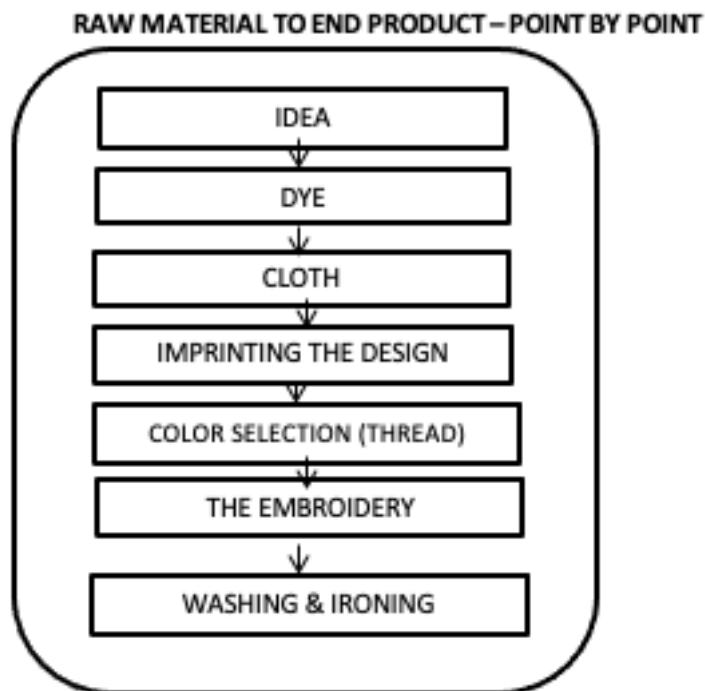 RAW MATERIAL TO END PRODUCT – POINT BY POINT
IDEA
DYE
CLOTH
IMPRINTING THE DESIGN
COLOR SELECTION (THREAD)
THE EMBROIDERY
WASHING & IRONING